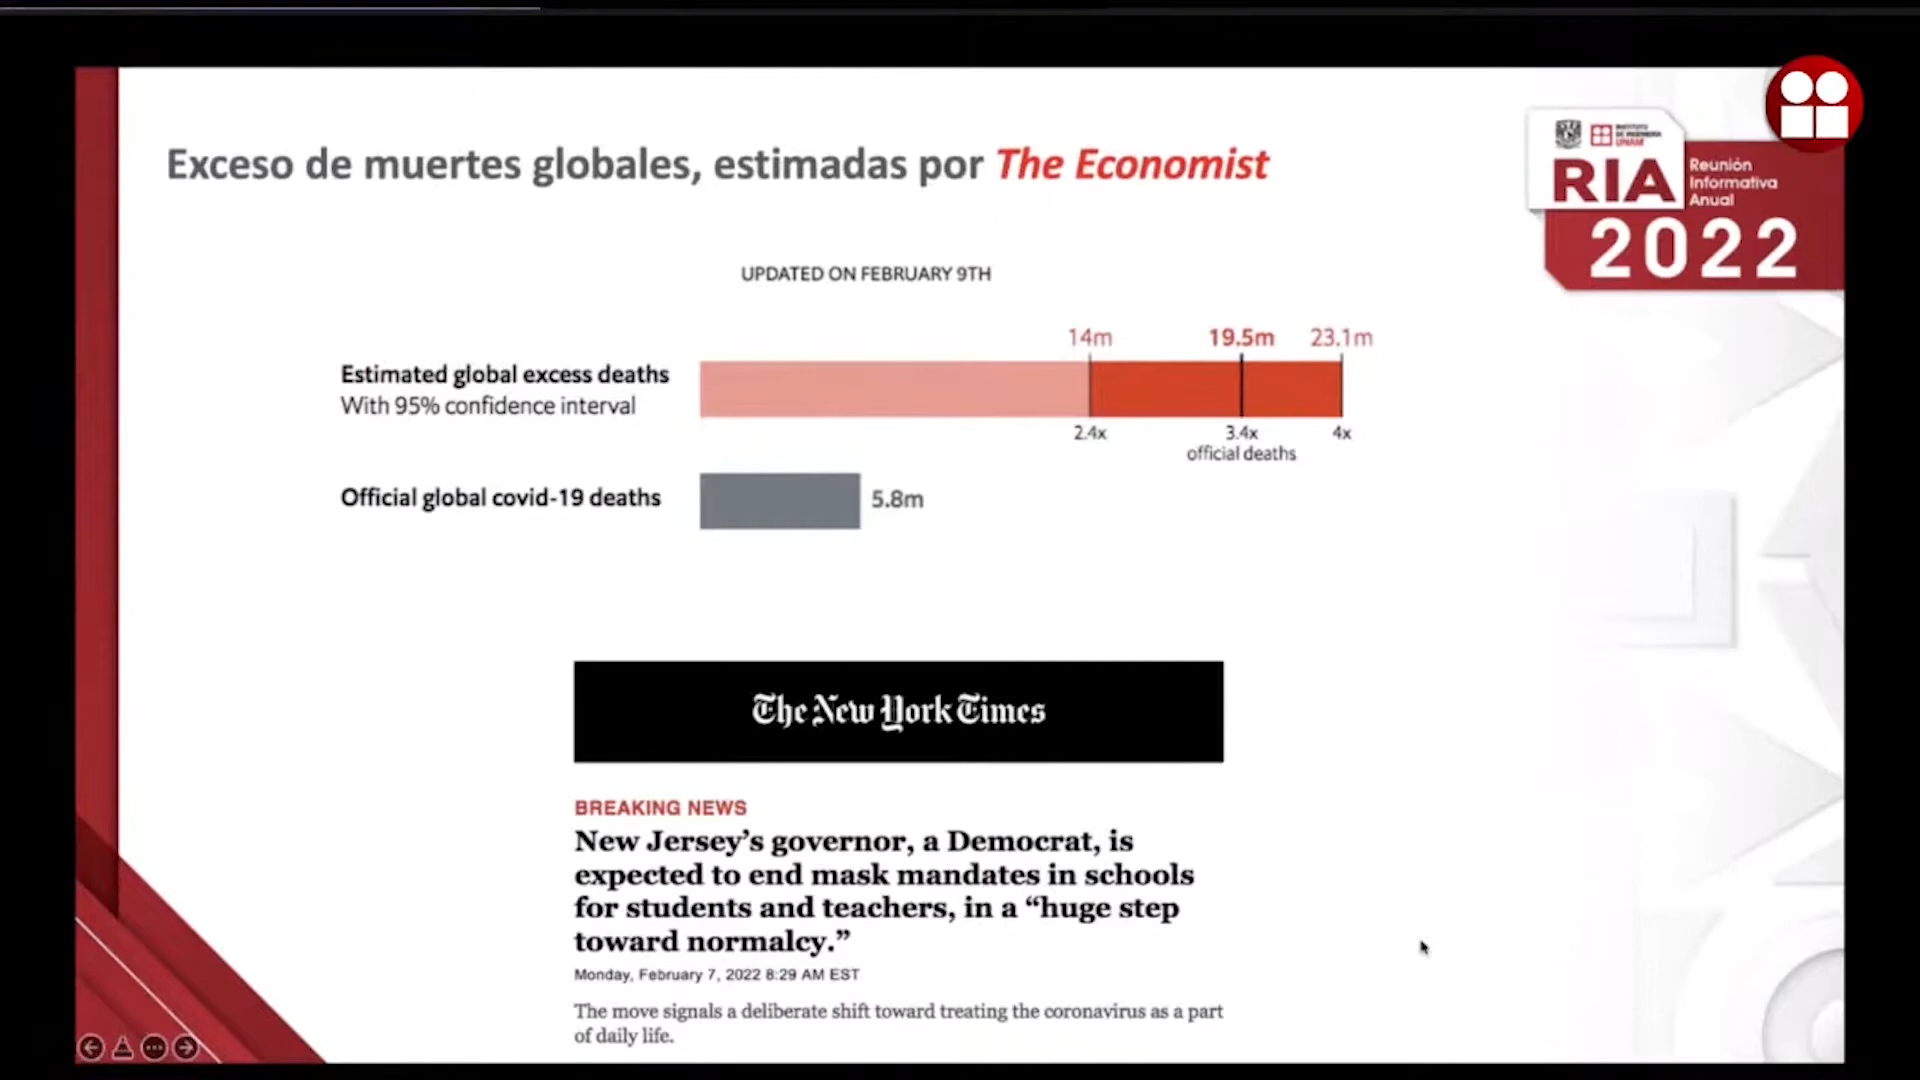 Exceso de muertes globales, estimadas por The Economist
INSTITUTO
DE INGENIERÍA
UNAM
RIA
Reunión
Informativa
Anual
2022
UPDATED ON FEBRUARY 9TH
14m
19.5m
23.1m
Estimated global excess deaths
With 95% confidence interval
2.4x
3.4x
4x
official deaths
Official global covid-19 deaths
5.8m
The New York Times
BREAKING NEWS
New Jersey’s governor, a Democrat, is
expected to end mask mandates in schools
for students and teachers, in a “huge step
toward normalcy.”
Monday, February 7, 2022 8:29 AM EST
The move signals a deliberate shift toward treating the coronavirus as a part
of daily life.